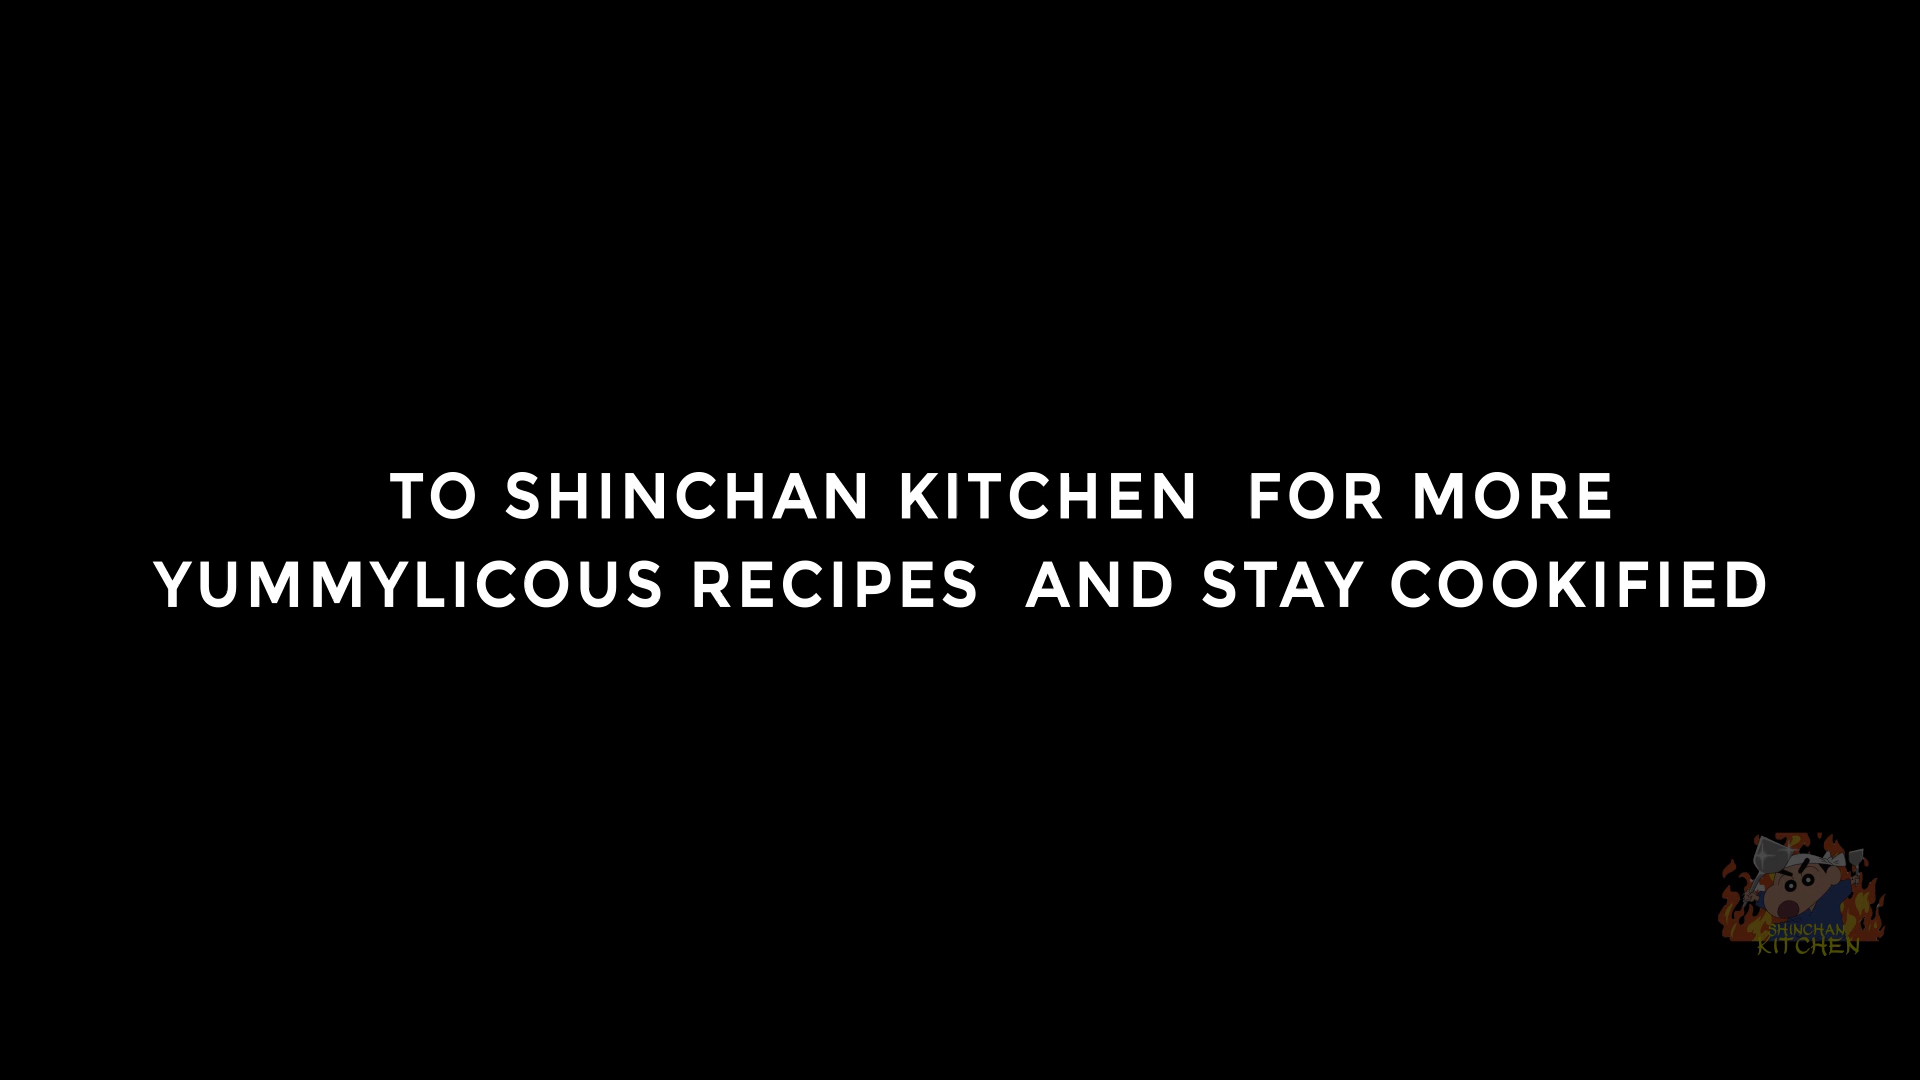 TO SHINCHAN KITCHEN  FOR MORE
YUMMYLICOUS RECIPES  AND STAY COOKIFIED
SHINCHAN
KITCHEN